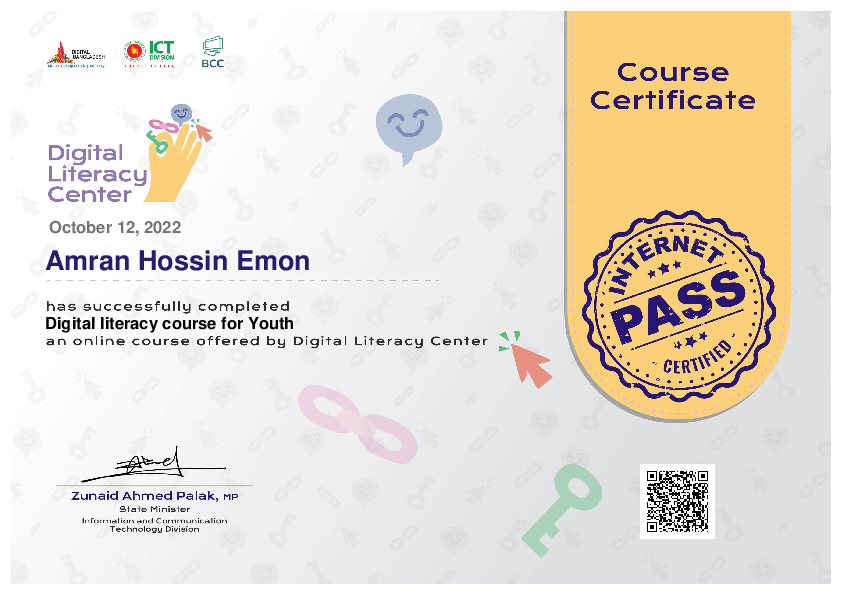 DIGITAL
BANGLADESH
ICT
DIVISION
BCC
Course
Certificate
Digital
Literacy
Center
October 12, 2022
Amran Hossin Emon
has successfully completed
Digital literacy course for Youth
an online course offered by Digital Literacy Center
INTERNET
PASS
CERTIFIED
Zunaid Ahmed Palak, MP
State Minister
Information and Communication
Technology Division